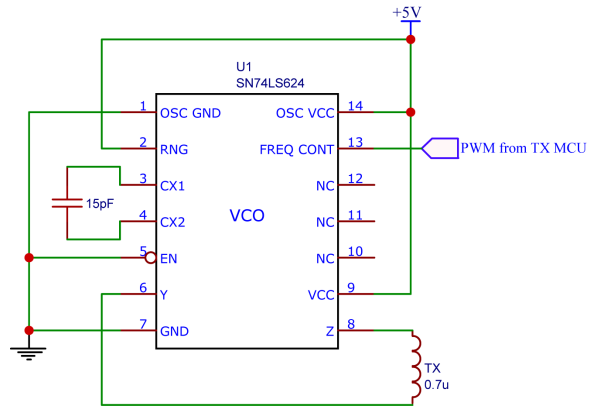 +5V
U1
SN74LS624
1 OSC GND OSC VCC 14
2 RNG FREQ CONT 13 PWM from TX MCU
3 CX1 NC 12
15pF
4 CX2 VCO NC 11
5 EN NC 10
6 Y VCC 9
7 GND Z 8
TX
0.7u